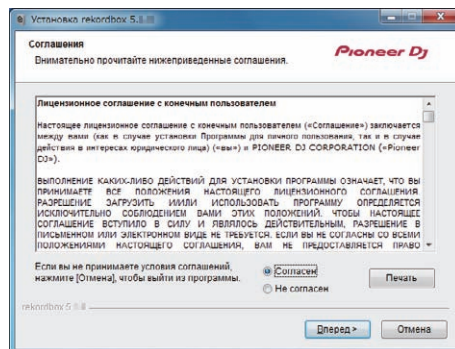 Установка rekordbox 5.
Соглашения
Внимательно прочитайте нижеприведенные соглашения.
Pioneer Dj
Лицензионное соглашение с конечным пользователем
Настоящее лицензионное соглашение с конечным пользователем («Соглашение») заключается
между вами (как в случае установки Программы для личного пользования, так и в случае
действия в интересах юридического лица) («вы») и PIONEER DJ CORPORATION («Pioneer
DJ»).
ВЫПОЛНЕНИЕ КАКИХ-ЛИБО ДЕЙСТВИЙ ДЛЯ УСТАНОВКИ ПРОГРАММЫ ОЗНАЧАЕТ, ЧТО ВЫ
ПРИНИМАЕТЕ ВСЕ ПОЛОЖЕНИЯ НАСТОЯЩЕГО ЛИЦЕНЗИОННОГО СОГЛАШЕНИЯ.
РАЗРЕШЕНИЕ ЗАГРУЗИТЬ И/ИЛИ ИСПОЛЬЗОВАТЬ ПРОГРАММУ ОПРЕДЕЛЯЕТСЯ
ИСКЛЮЧИТЕЛЬНО СОБЛЮДЕНИЕМ ВАМИ ЭТИХ ПОЛОЖЕНИЙ. ЧТОБЫ НАСТОЯЩЕЕ
СОГЛАШЕНИЕ ВСТУПИЛО В СИЛУ И ЯВЛЯЛОСЬ ДЕЙСТВИТЕЛЬНЫМ, РАЗРЕШЕНИЕ В
ПИСЬМЕННОМ ИЛИ ЭЛЕКТРОННОМ ВИДЕ НЕ ТРЕБУЕТСЯ. ЕСЛИ ВЫ НЕ СОГЛАСНЫ СО ВСЕМИ
ПОЛОЖЕНИЯМИ НАСТОЯЩЕГО СОГЛАШЕНИЯ, ВАМ НЕ ПРЕДОСТАВЛЯЕТСЯ ПРАВО
Если вы не принимаете условия соглашений,
нажмите [Отмена], чтобы выйти из программы.
Согласен
Не согласен
Печать
rekordbox 5
Вперед >
Отмена